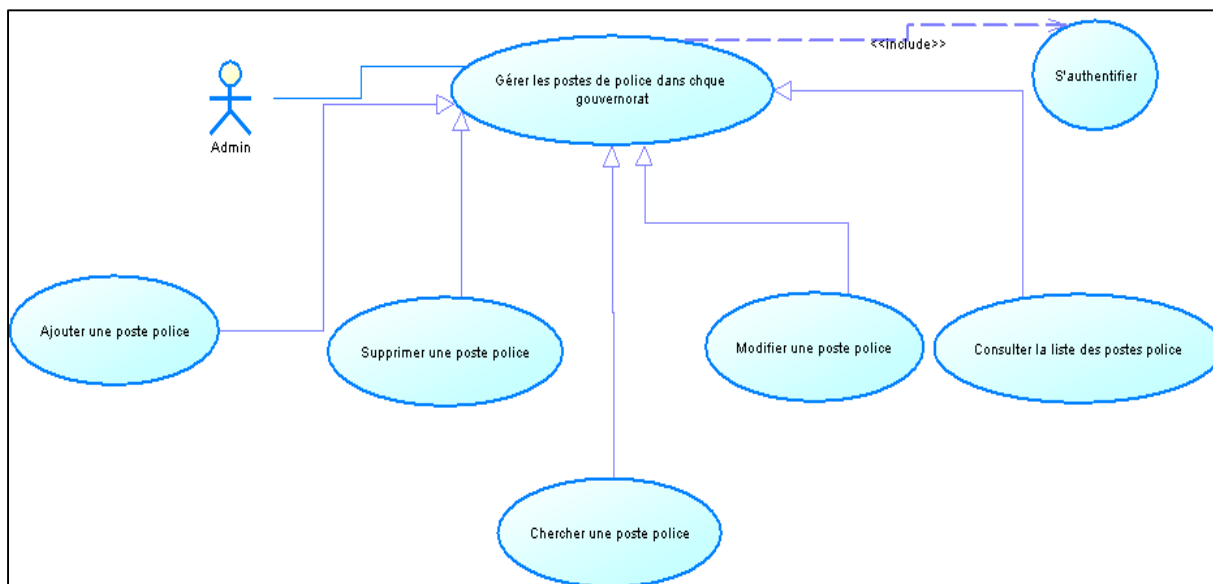 <<include>>
Gérer les postes de police dans chque
gouvernorat
S'authentifier
Admin
Ajouter une poste police
Supprimer une poste police
Modifier une poste police
Consulter la liste des postes police
Chercher une poste police